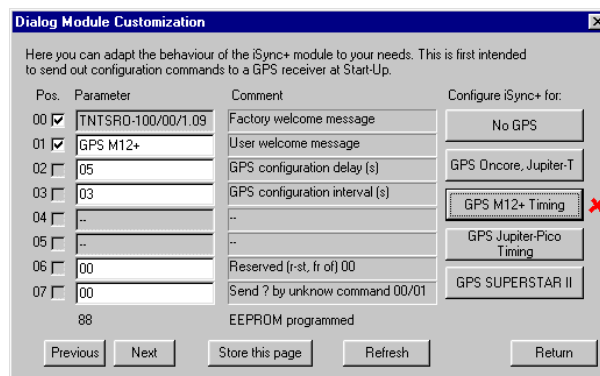 Dialog Module Customization
Here you can adapt the behaviour of the iSync+ module to your needs. This is first intended
to send out configuration commands to a GPS receiver at Start-Up.
Pos. Parameter Comment Configure iSync+ for:
00 TNTSRO-100/00/1.09 Factory welcome message No GPS
01 GPS M12+ User welcome message
02 05 GPS configuration delay (s) GPS Oncore, Jupiter-T
03 03 GPS configuration interval (s) GPS M12+ Timing
04 -- --
05 -- -- GPS Jupiter-Pico
Timing
06 00 Reserved (r-st, fr of) 00 GPS SUPERSTAR II
07 00 Send ? by unknow command 00/01
88 EEPROM programmed
Previous Next Store this page Refresh Return